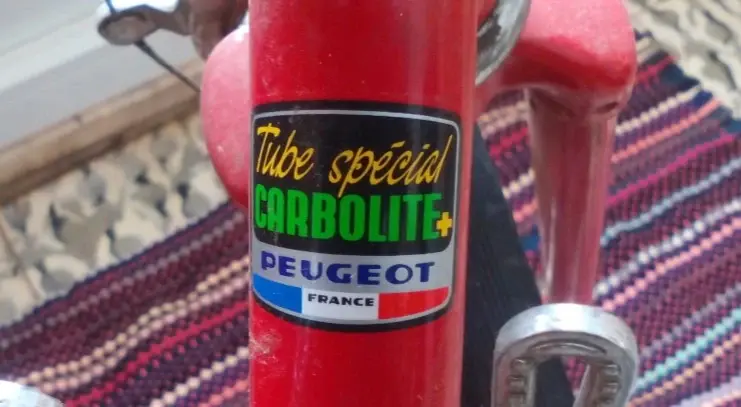 Tube spécial
CARBOLITE+
PEUGEOT
FRANCE